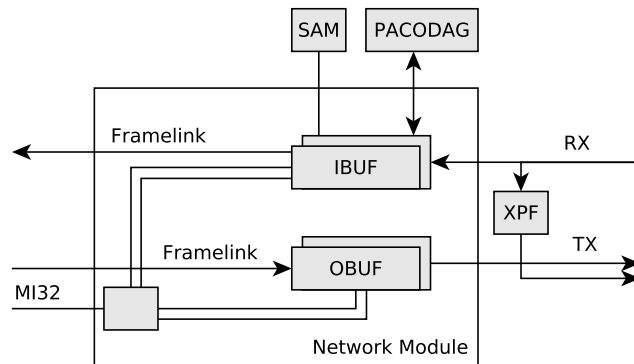 SAM
PACODAG
Framelink
RX
IBUF
XPF
Framelink
TX
OBUF
MI32
Network Module